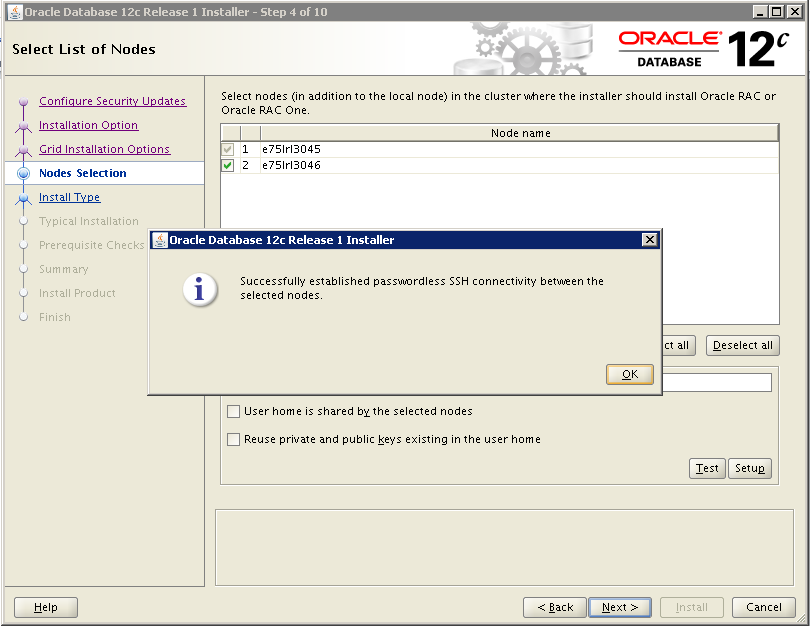 Oracle Database 12c Release 1 Installer - Step 4 of 10
Select List of Nodes
ORACLE®
DATABASE
12c
Configure Security Updates
Installation Option
Grid Installation Options
Nodes Selection
Install Type
Typical Installation
Prerequisite Checks
Summary
Install Product
Finish
Select nodes (in addition to the local node) in the cluster where the installer should install Oracle RAC or
Oracle RAC One.
Node name
1 e75lrl3045
2 e75lrl3046
Oracle Database 12c Release 1 Installer
Successfully established passwordless SSH connectivity between the
selected nodes.
OK
ct all
Deselect all
User home is shared by the selected nodes
Reuse private and public keys existing in the user home
Test
Setup
Help
< Back
Next >
Install
Cancel